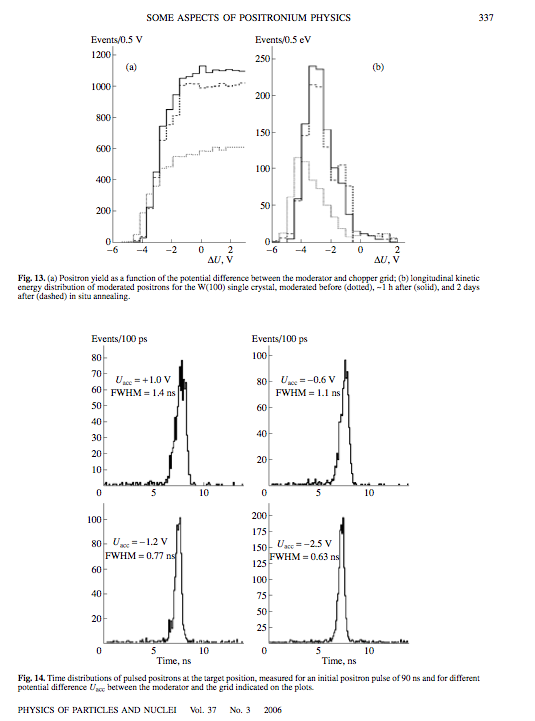 SOME ASPECTS OF POSITRONIUM PHYSICS 337
Events/0.5 V Events/0.5 eV
1200
1000
800
600
400
200
0
(a)
−6 −4 −2 0 2
ΔU, V
250
200
150
100
50
0
(b)
−6 −4 −2 0 2
ΔU, V
Fig. 13. (a) Positron yield as a function of the potential difference between the moderator and chopper grid; (b) longitudinal kinetic
energy distribution of moderated positrons for the W(100) single crystal, moderated before (dotted), ~1 h after (solid), and 2 days
after (dashed) in situ annealing.
Events/100 ps Events/100 ps
80
70
60
50
40
30
20
10
Uacc = +1.0 V
FWHM = 1.4 ns
0 5 10
100
80
60
40
20
Uacc = −0.6 V
FWHM = 1.1 ns
0 5 10
100
80
60
40
20
Uacc = −1.2 V
FWHM = 0.77 ns
0 5 10
Time, ns
200
175
150
125
100
75
50
25
Uacc = −2.5 V
FWHM = 0.63 ns
0 5 10
Time, ns
Fig. 14. Time distributions of pulsed positrons at the target position, measured for an initial positron pulse of 90 ns and for different
potential difference Uacc between the moderator and the grid indicated on the plots.
PHYSICS OF PARTICLES AND NUCLEI Vol. 37 No. 3 2006